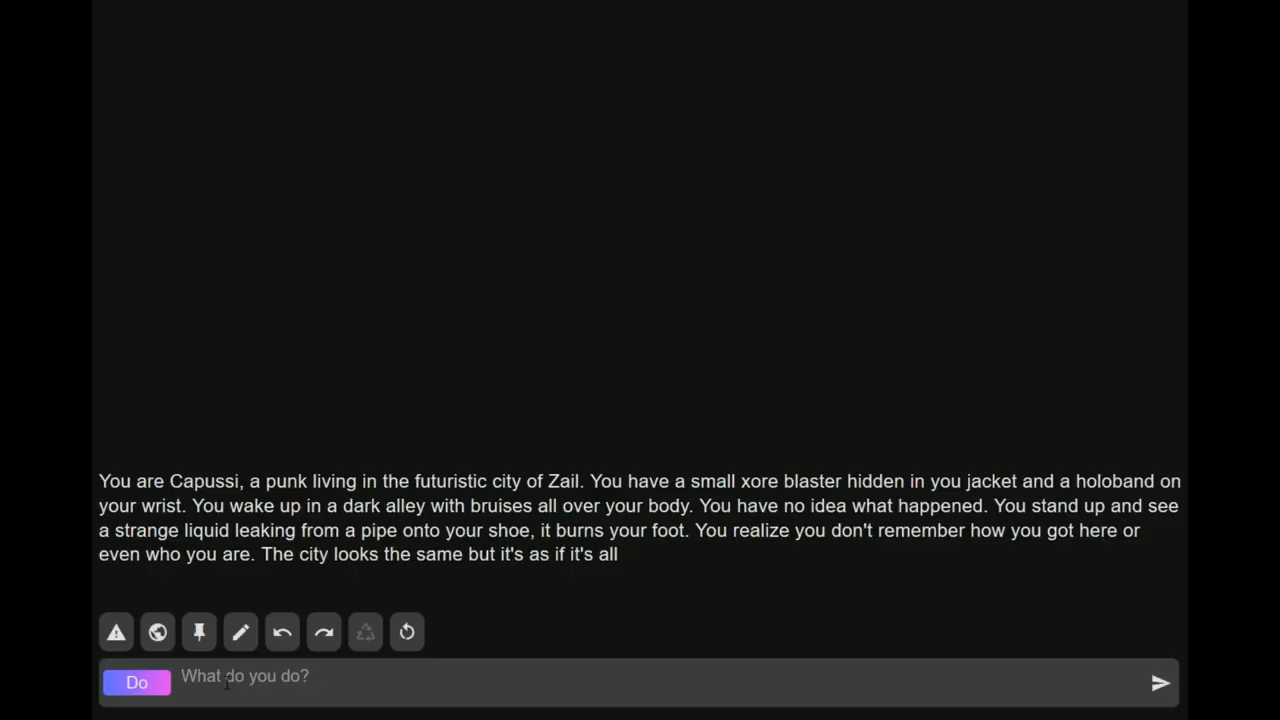 You are Capussi, a punk living in the futuristic city of Zail. You have a small xore blaster hidden in you jacket and a holoband on
your wrist. You wake up in a dark alley with bruises all over your body. You have no idea what happened. You stand up and see
a strange liquid leaking from a pipe onto your shoe, it burns your foot. You realize you don't remember how you got here or
even who you are. The city looks the same but it's as if it's all
Do
What do you do?